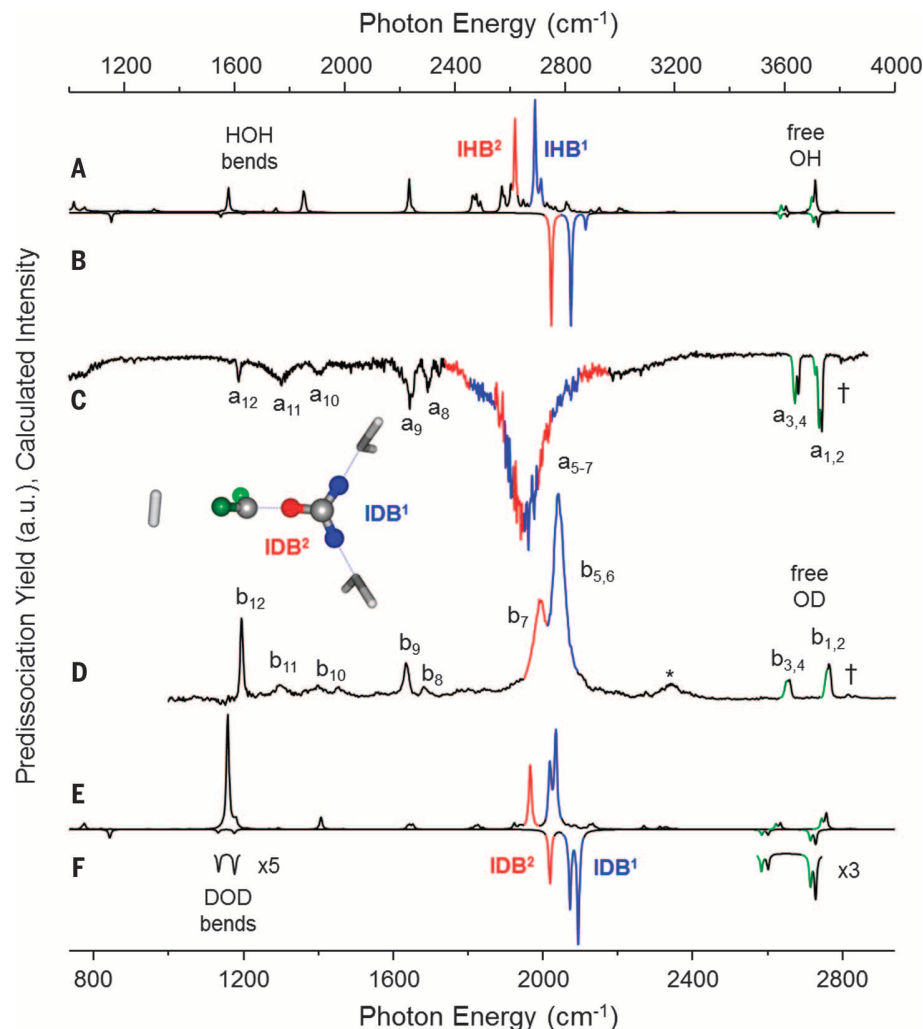 Photon Energy (cm⁻¹)
1200 1600 2000 2400 2800 3200 3600 4000
HOH
bends
IHB² IHB¹
free
OH
A
B
C
a₁₂
a₁₁
a₁₀
a₉
a₈
a₅₋₇
a₃,₄
†
a₁,₂
IDB¹
IDB²
b₅,₆
free
OD
b₁₂
b₇
b₁₁
b₁₀
b₉
b₈
*
b₃,₄
b₁,₂
†
D
E
F
x5
DOD
bends
IDB² IDB¹
x3
800 1200 1600 2000 2400 2800
Photon Energy (cm⁻¹)
Predissociation Yield (a.u.), Calculated Intensity